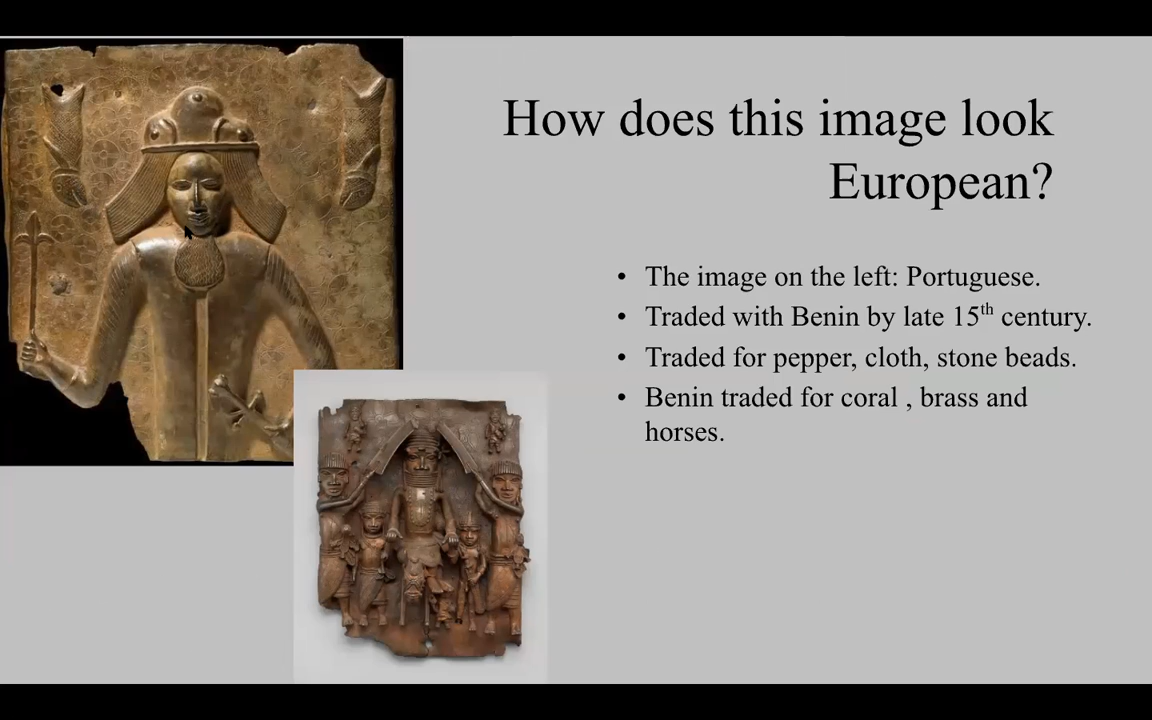 How does this image look
European?
• The image on the left: Portuguese.
• Traded with Benin by late 15th century.
• Traded for pepper, cloth, stone beads.
• Benin traded for coral , brass and
horses.